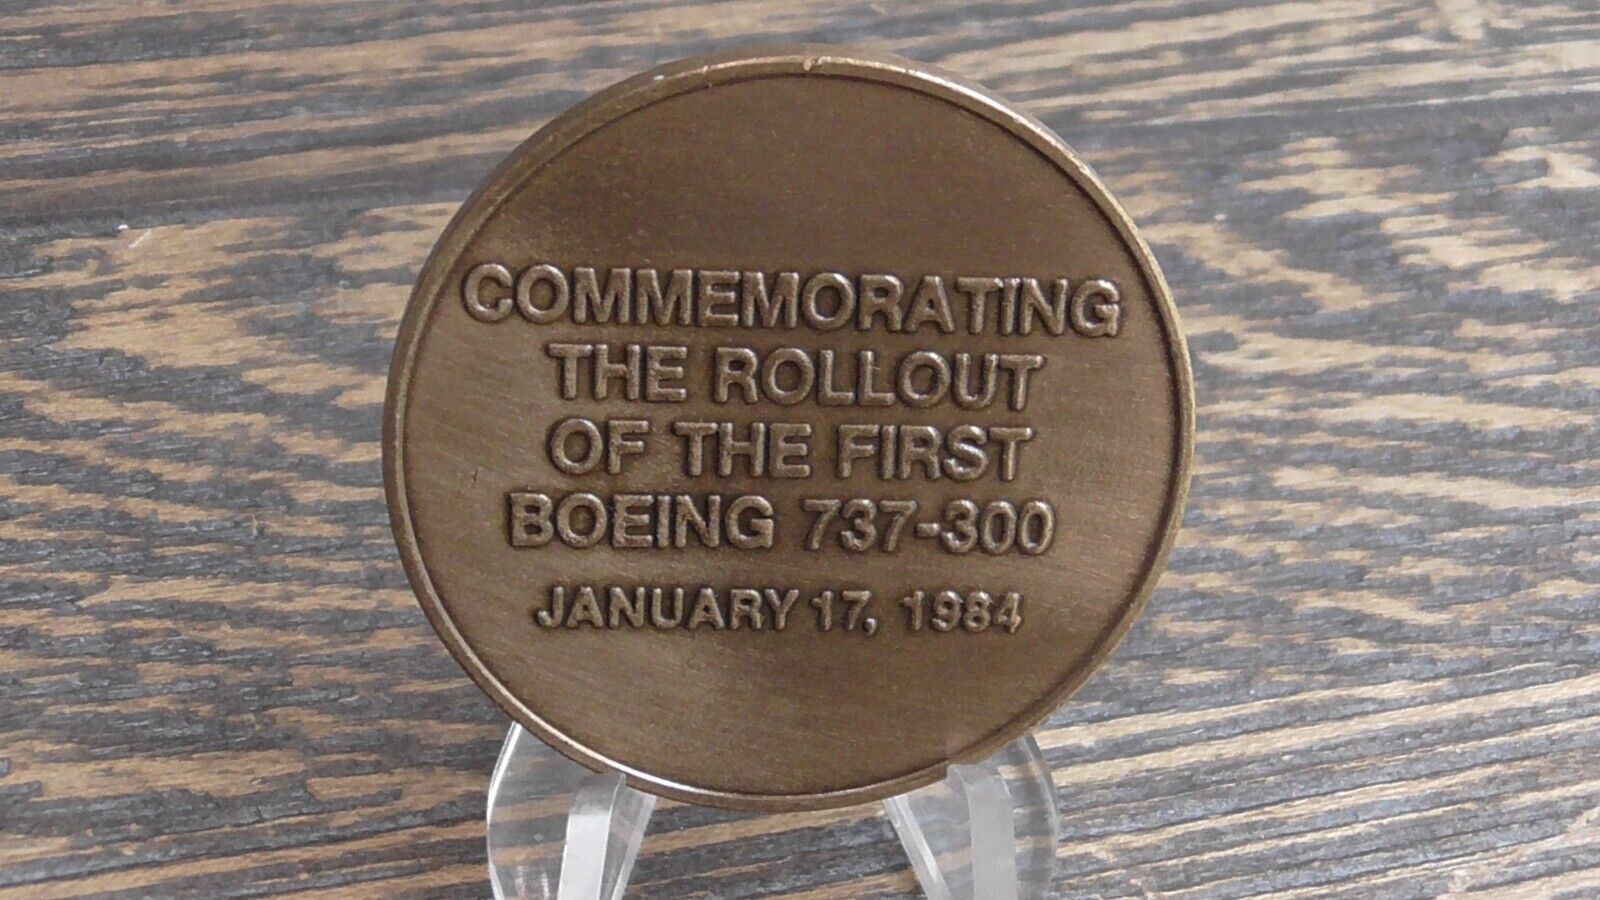 COMMEMORATING
THE ROLLOUT
OF THE FIRST
BOEING 737-300
JANUARY 17, 1984